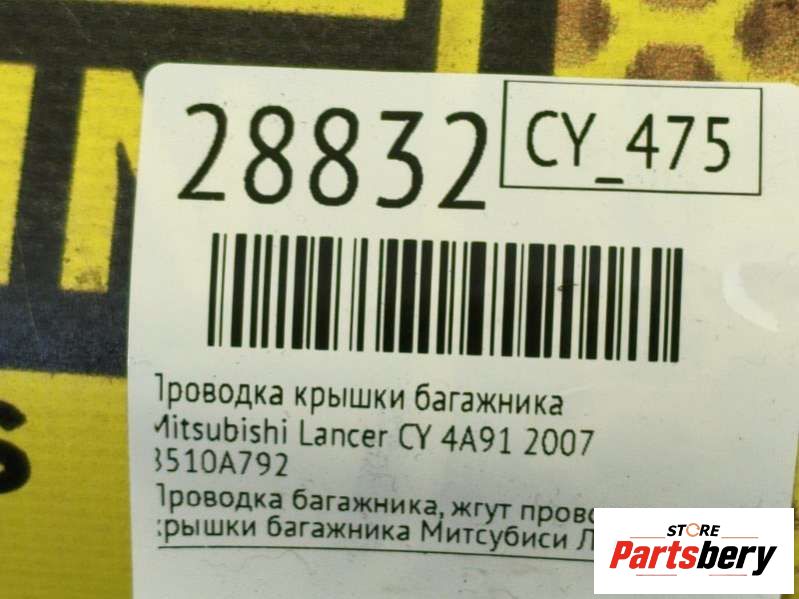 28832
CY_475
Проводка крышки багажника
Mitsubishi Lancer CY 4A91 2007
8510A792
Проводка багажника, жгут
крышки багажника Митсубиси
STORE
Partsbery